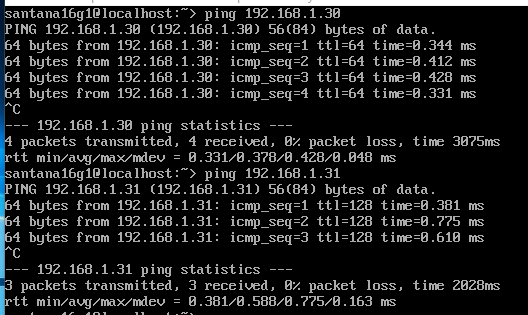 santana16g1@localhost:~> ping 192.168.1.30
PING 192.168.1.30 (192.168.1.30) 56(84) bytes of data.
64 bytes from 192.168.1.30: icmp_seq=1 ttl=64 time=0.344 ms
64 bytes from 192.168.1.30: icmp_seq=2 ttl=64 time=0.412 ms
64 bytes from 192.168.1.30: icmp_seq=3 ttl=64 time=0.428 ms
64 bytes from 192.168.1.30: icmp_seq=4 ttl=64 time=0.331 ms
^C
--- 192.168.1.30 ping statistics ---
4 packets transmitted, 4 received, 0% packet loss, time 3075ms
rtt min/avg/max/mdev = 0.331/0.378/0.428/0.048 ms
santana16g1@localhost:~> ping 192.168.1.31
PING 192.168.1.31 (192.168.1.31) 56(84) bytes of data.
64 bytes from 192.168.1.31: icmp_seq=1 ttl=128 time=0.381 ms
64 bytes from 192.168.1.31: icmp_seq=2 ttl=128 time=0.775 ms
64 bytes from 192.168.1.31: icmp_seq=3 ttl=128 time=0.610 ms
^C
--- 192.168.1.31 ping statistics ---
3 packets transmitted, 3 received, 0% packet loss, time 2028ms
rtt min/avg/max/mdev = 0.381/0.588/0.775/0.163 ms